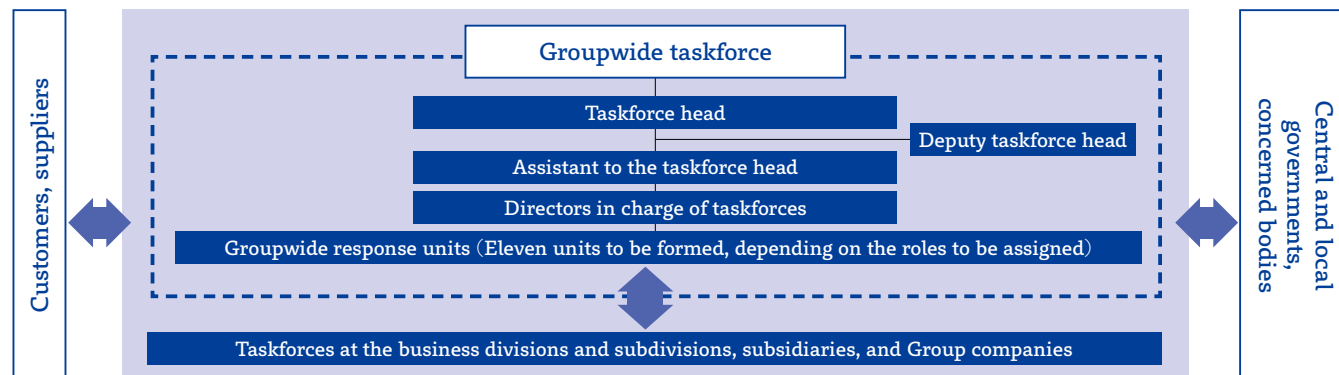 Customers, suppliers
Groupwide taskforce
Taskforce head
Deputy taskforce head
Assistant to the taskforce head
Directors in charge of taskforces
Groupwide response units（Eleven units to be formed, depending on the roles to be assigned）
Taskforces at the business divisions and subdivisions, subsidiaries, and Group companies
Central and local
governments,
concerned bodies